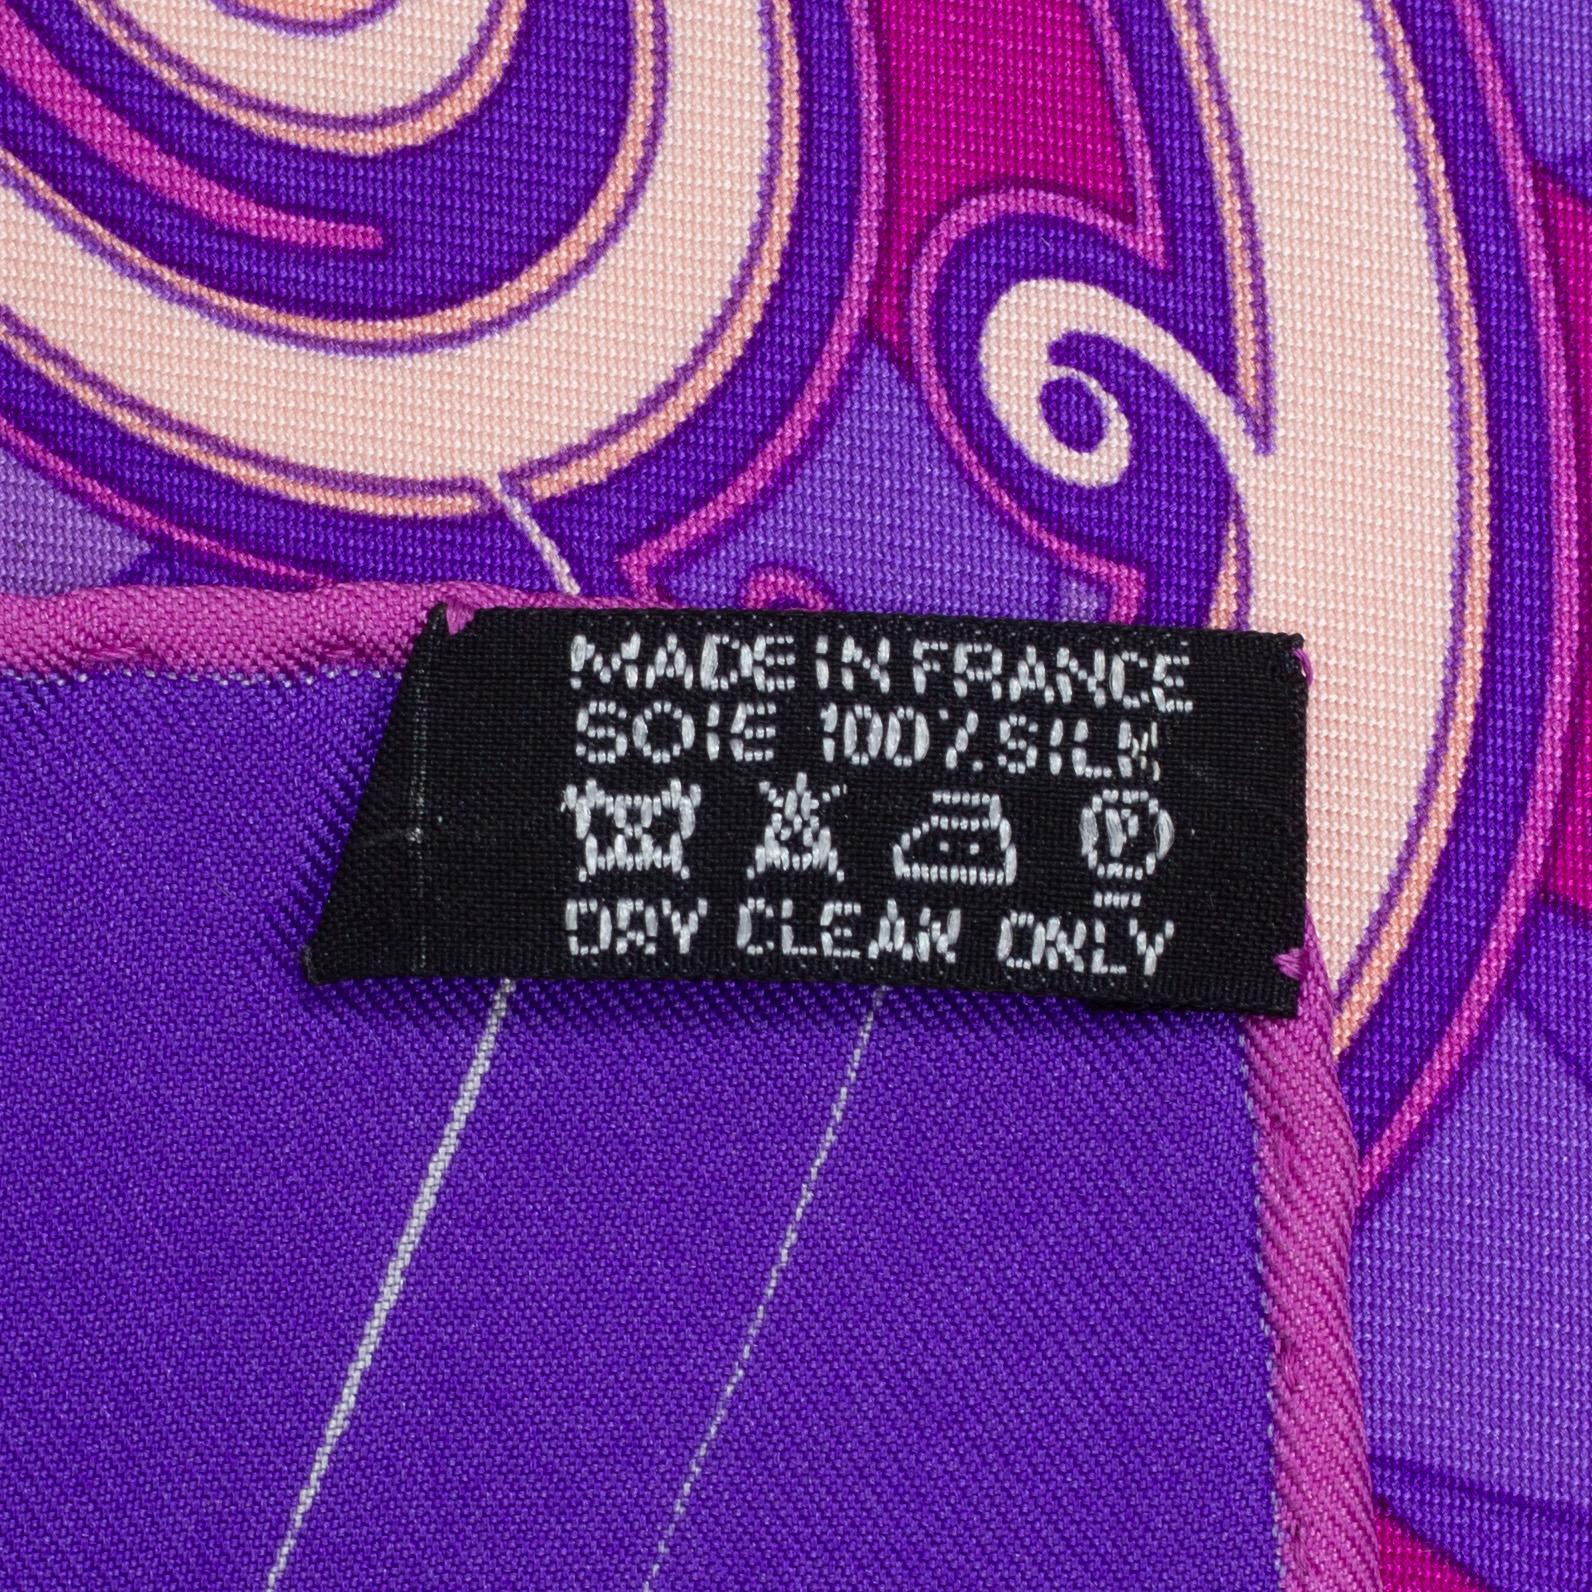 MADE IN FRANCE
SOIE 100% SILK
P
DRY CLEAN ONLY